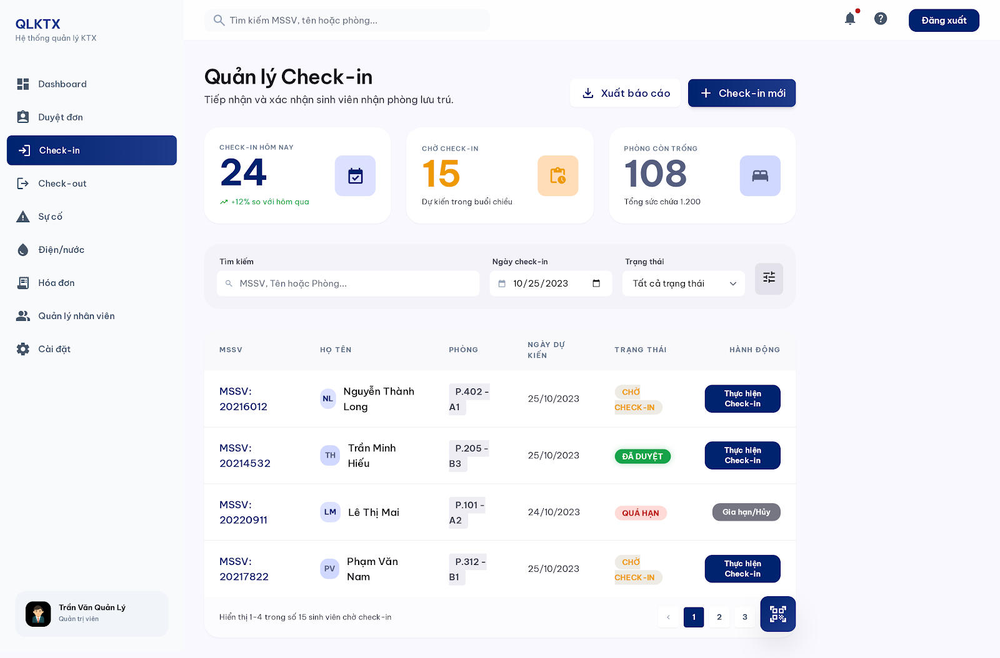 QLKTX
Hệ thống quản lý KTX
Tìm kiếm MSSV, tên hoặc phòng...
Đăng xuất
Dashboard
Duyệt đơn
Check-in
Check-out
Sự cố
Điện/nước
Hóa đơn
Quản lý nhân viên
Cài đặt
Trần Văn Quản Lý
Quản trị viên
Quản lý Check-in
Tiếp nhận và xác nhận sinh viên nhận phòng lưu trú.
Xuất báo cáo
Check-in mới
CHECK-IN HÔM NAY
24
+12% so với hôm qua
CHỜ CHECK-IN
15
Dự kiến trong buổi chiều
PHÒNG CÒN TRỐNG
108
Tổng sức chứa 1.200
Tìm kiếm
MSSV, Tên hoặc Phòng...
Ngày check-in
10/25/2023
Trạng thái
Tất cả trạng thái
MSSV
HỌ TÊN
PHÒNG
NGÀY DỰ
KIẾN
TRẠNG THÁI
HÀNH ĐỘNG
MSSV:
20216012
NL
Nguyễn Thành
Long
P.402 -
A1
25/10/2023
CHỜ
CHECK-IN
Thực hiện
Check-in
MSSV:
20214532
TH
Trần Minh
Hiếu
P.205 -
B3
25/10/2023
ĐÃ DUYỆT
Thực hiện
Check-in
MSSV:
20220911
LM
Lê Thị Mai
P.101 -
A2
24/10/2023
QUÁ HẠN
Gia hạn/Hủy
MSSV:
20217822
PV
Phạm Văn
Nam
P.312 -
B1
25/10/2023
CHỜ
CHECK-IN
Thực hiện
Check-in
Hiển thị 1-4 trong số 15 sinh viên chờ check-in
‹ 1 2 3